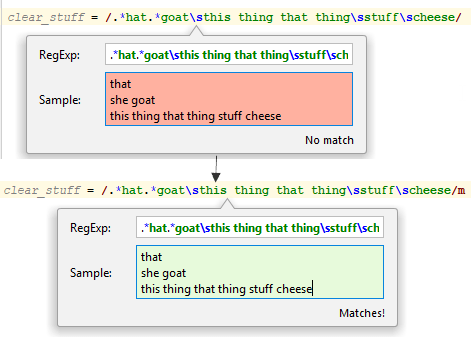 clear_stuff = /.*hat.*goat\sthis thing that thing\sstuff\scheese/
RegExp: .*hat.*goat\sthis thing that thing\sstuff\sch
Sample: that
she goat
this thing that thing stuff cheese
No match
clear_stuff = /.*hat.*goat\sthis thing that thing\sstuff\scheese/m
RegExp: .*hat.*goat\sthis thing that thing\sstuff\sch
Sample: that
she goat
this thing that thing stuff cheese
Matches!